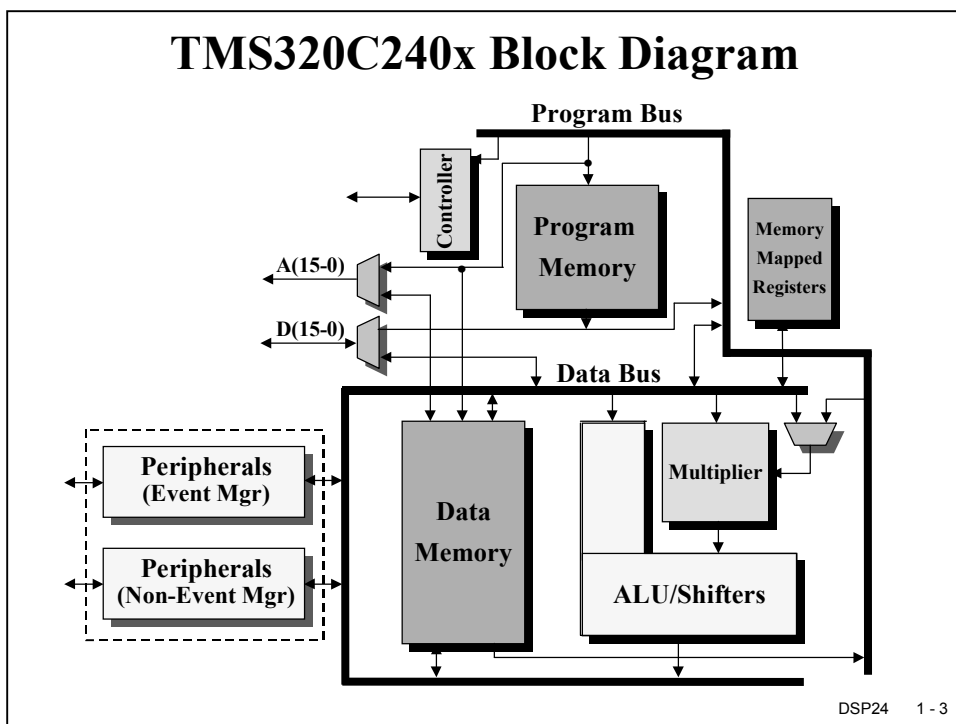 TMS320C240x Block Diagram
Program Bus
Controller
Program
Memory
Memory
Mapped
Registers
A(15-0)
D(15-0)
Data Bus
Peripherals
(Event Mgr)
Peripherals
(Non-Event Mgr)
Data
Memory
Multiplier
ALU/Shifters
DSP24 1 - 3